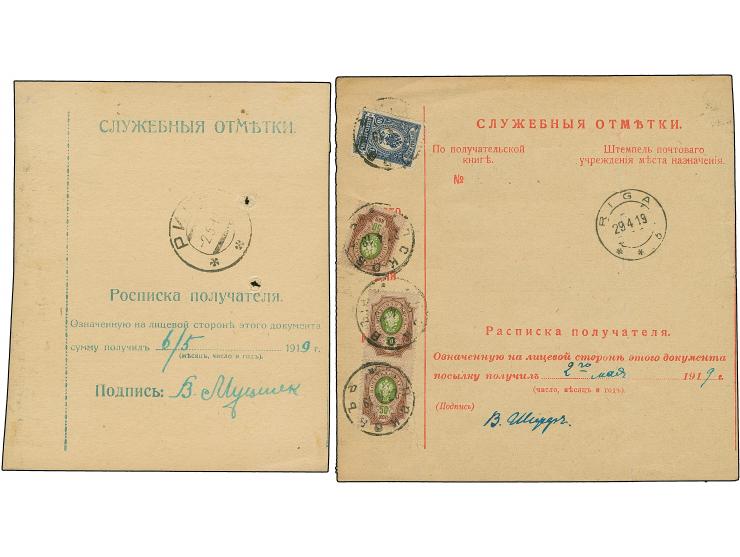 СЛУЖЕБНЫЯ ОТМѢТКИ.
Росписка получателя.
Означенную на лицевой сторонѣ этого документа
сумму получилъ 6/5 1919 г.
(мѣсяцъ, число и годъ).
Подпись: В.
СЛУЖЕБНЫЯ ОТМѢТКИ.
По получательской
книгѣ.
№
Штемпель почтоваго
учрежденія мѣста назначенія.
RIGA
29 4 19
* * б
Расписка получателя.
Означенную на лицевой сторонѣ этого документа
посылку получилъ 2го мая 1919 г.
(число, мѣсяцъ и годъ).
(Подпись)
В.